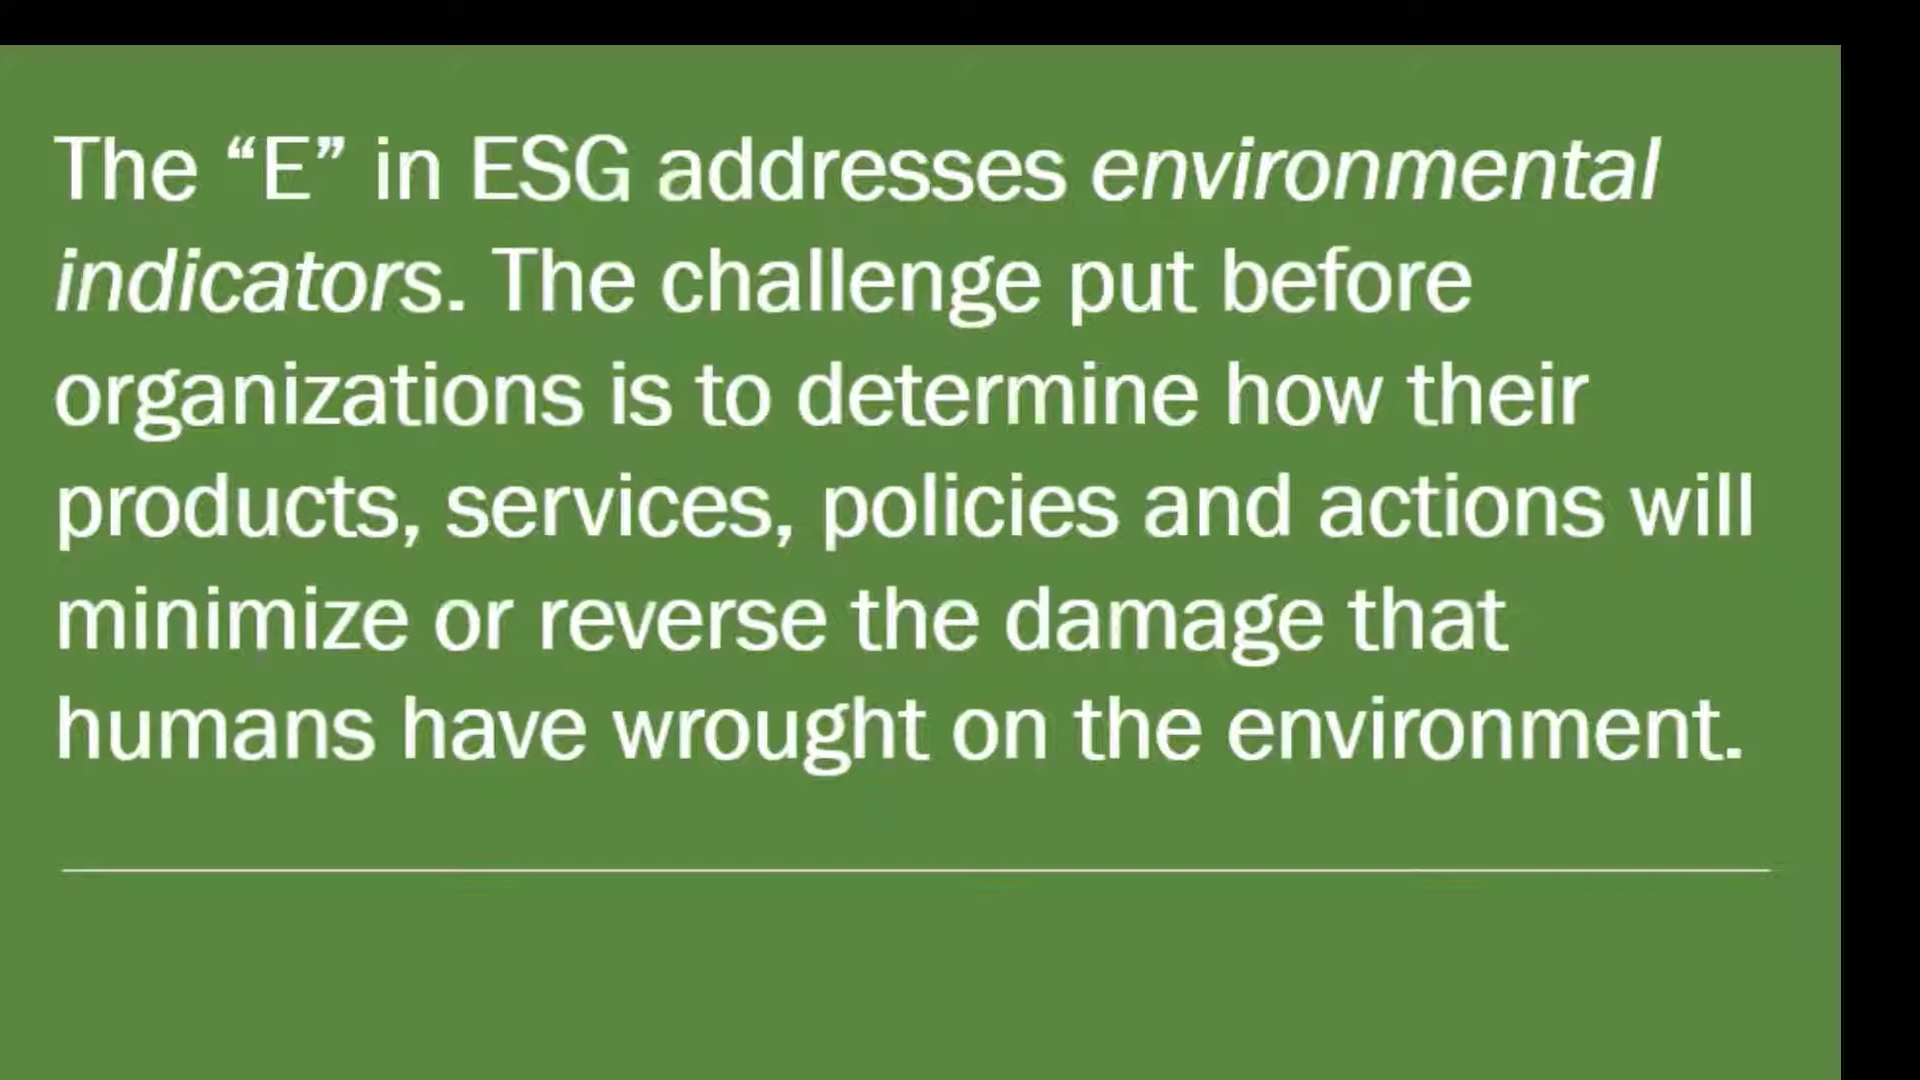 The “E” in ESG addresses environmental
indicators. The challenge put before
organizations is to determine how their
products, services, policies and actions will
minimize or reverse the damage that
humans have wrought on the environment.